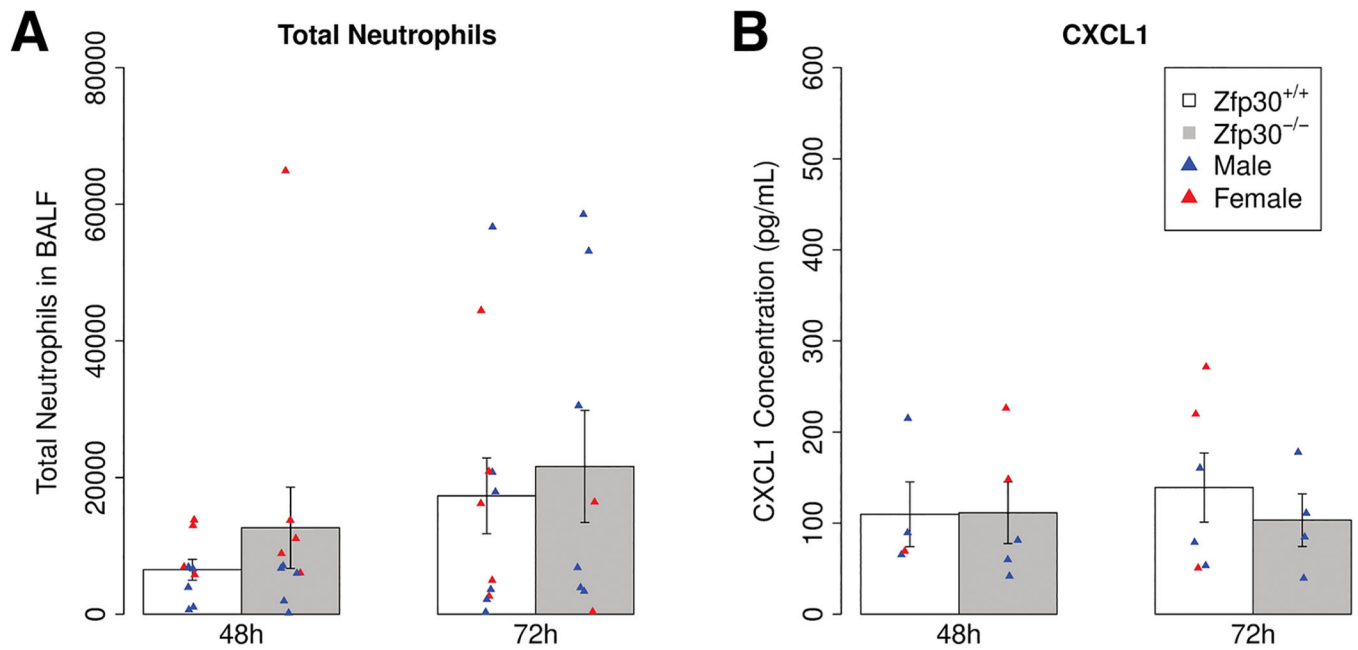 A
Total Neutrophils
Total Neutrophils in BALF
80000
60000
40000
20000
0
48h
72h
B
CXCL1
CXCL1 Concentration (pg/mL)
600
500
400
300
200
100
0
48h
72h
Zfp30+/+
Zfp30−/−
Male
Female